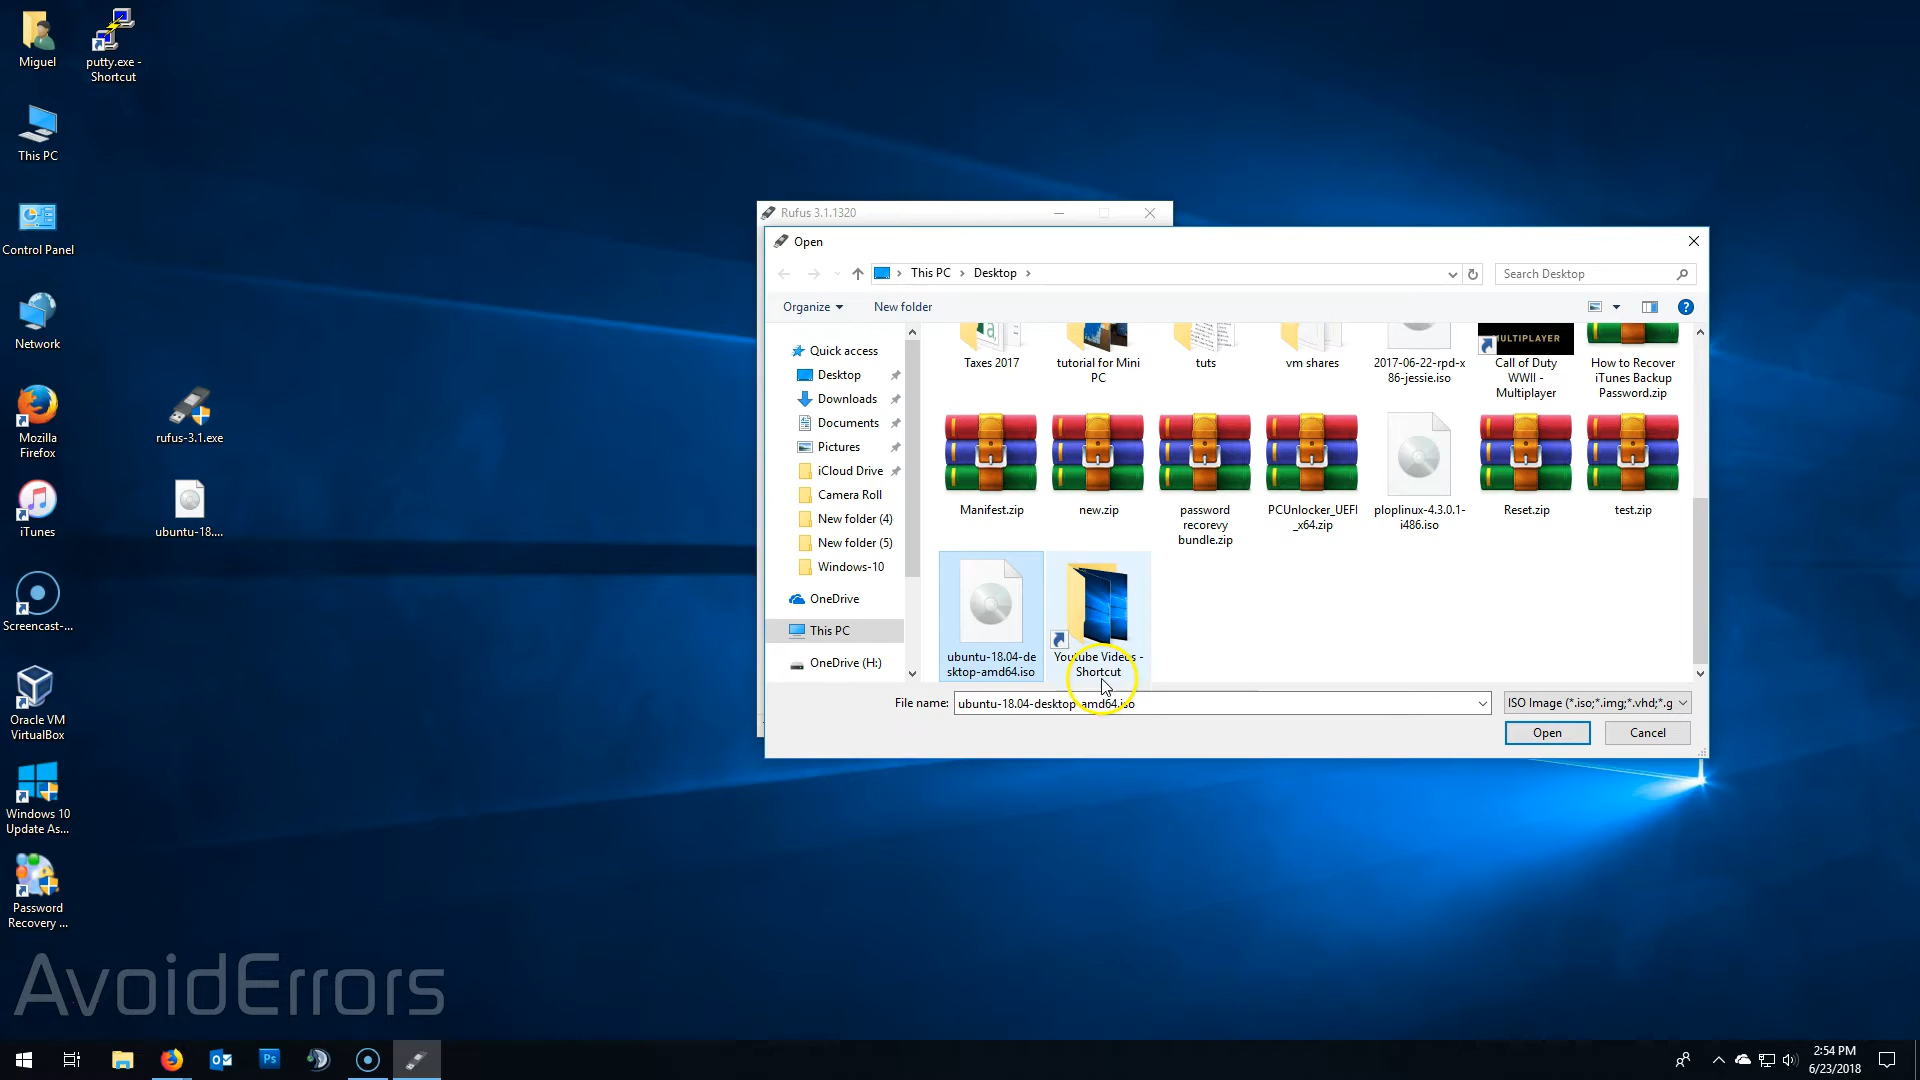 Miguel
putty.exe -
Shortcut
This PC
Control Panel
Network
Mozilla
Firefox
rufus-3.1.exe
iTunes
ubuntu-18....
Screencast-...
Oracle VM
VirtualBox
Windows 10
Update As...
Password
Recovery ...
AvoidErrors
Rufus 3.1.1320
Open
This PC
Desktop
Search Desktop
Organize
New folder
Quick access
Desktop
Downloads
Documents
Pictures
iCloud Drive
Camera Roll
New folder (4)
New folder (5)
Windows-10
OneDrive
This PC
OneDrive (H:)
MULTIPLAYER
Taxes 2017
tutorial for Mini
PC
tuts
vm shares
2017-06-22-rpd-x
86-jessie.iso
Call of Duty
WWII -
Multiplayer
How to Recover
iTunes Backup
Password.zip
Manifest.zip
new.zip
password
recorevy
bundle.zip
PCUnlocker_UEFI
_x64.zip
ploplinux-4.3.0.1-
i486.iso
Reset.zip
test.zip
ubuntu-18.04-de
sktop-amd64.iso
Youtube Videos -
Shortcut
File name:
ubuntu-18.04-desktop-amd64.iso
ISO Image (*.iso;*.img;*.vhd;*.g
Open
Cancel
Ps
2:54 PM
6/23/2018